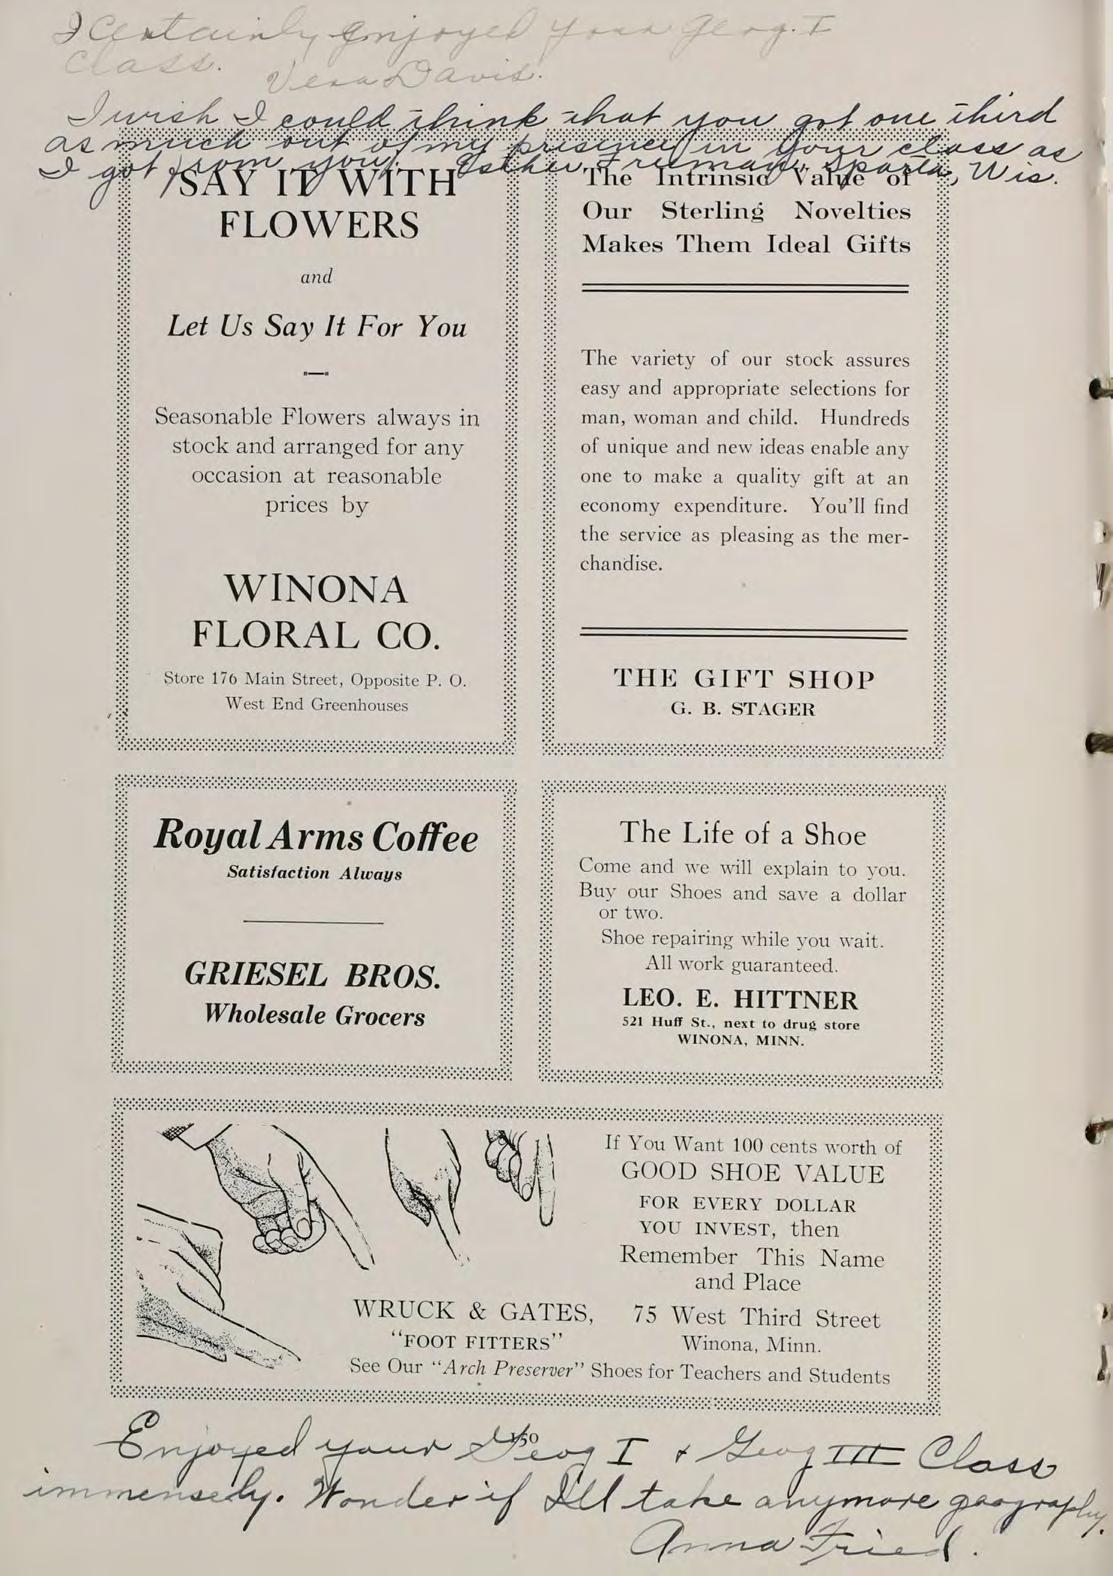 I certainly enjoyed your Geog. I
class. Vera Davis.
I wish I could think that you got one third
as much out of my presence in your class as
I got from you. Esther Freeman, Sparta, Wis.
SAY IT WITH
FLOWERS
and
Let Us Say It For You
Seasonable Flowers always in
stock and arranged for any
occasion at reasonable
prices by
WINONA
FLORAL CO.
Store 176 Main Street, Opposite P. O.
West End Greenhouses
The Intrinsic Value of
Our Sterling Novelties
Makes Them Ideal Gifts
The variety of our stock assures
easy and appropriate selections for
man, woman and child. Hundreds
of unique and new ideas enable any
one to make a quality gift at an
economy expenditure. You'll find
the service as pleasing as the mer-
chandise.
THE GIFT SHOP
G. B. STAGER
Royal Arms Coffee
Satisfaction Always
GRIESEL BROS.
Wholesale Grocers
The Life of a Shoe
Come and we will explain to you.
Buy our Shoes and save a dollar
or two.
Shoe repairing while you wait.
All work guaranteed.
LEO. E. HITTNER
521 Huff St., next to drug store
WINONA, MINN.
If You Want 100 cents worth of
GOOD SHOE VALUE
FOR EVERY DOLLAR
YOU INVEST, then
Remember This Name
and Place
WRUCK & GATES, 75 West Third Street
"FOOT FITTERS" Winona, Minn.
See Our "Arch Preserver" Shoes for Teachers and Students
150
Enjoyed your Geog I & Geog III Class
immensely. Wonder if I'll take anymore geography.
Anna Fried.